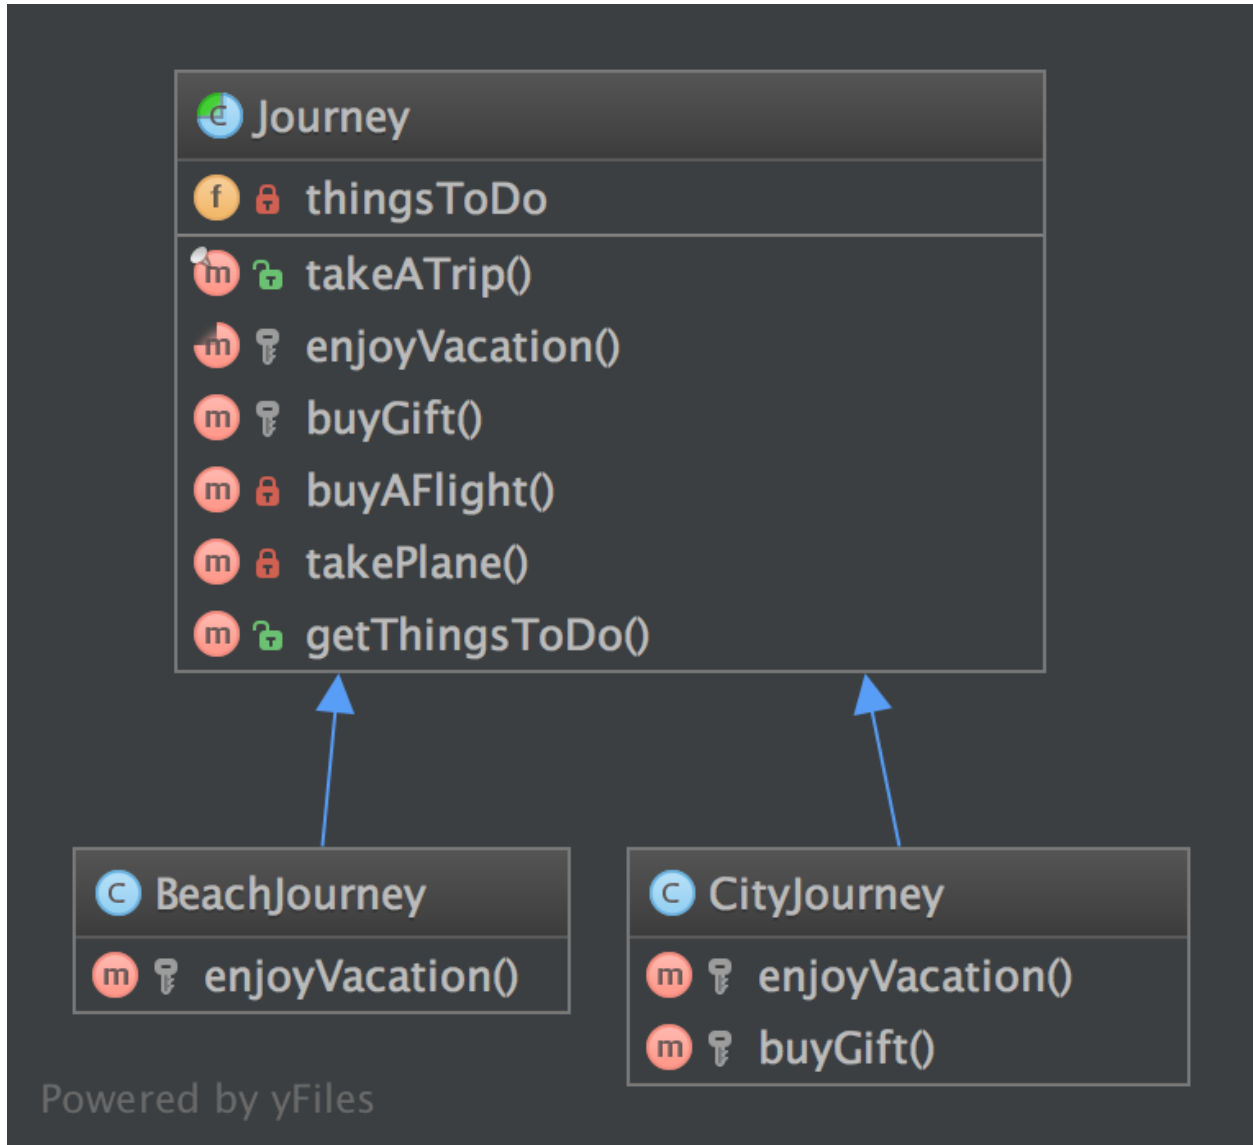 C Journey
f thingsToDo
m takeATrip()
m enjoyVacation()
m buyGift()
m buyAFlight()
m takePlane()
m getThingsToDo()
C BeachJourney
m enjoyVacation()
C CityJourney
m enjoyVacation()
m buyGift()
Powered by yFiles